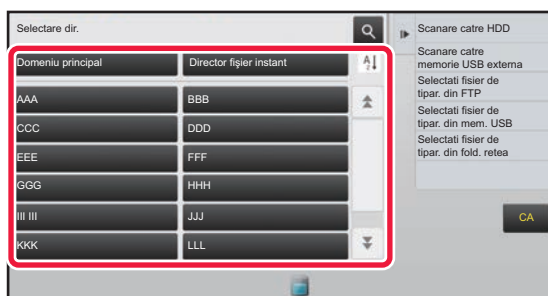 Selectare dir.
Domeniu principal
Director fişier instant
AAA
BBB
CCC
DDD
EEE
FFF
GGG
HHH
III III
JJJ
KKK
LLL
Scanare catre HDD
Scanare catre
memorie USB externa
Selectati fisier de
tipar. din FTP
Selectati fisier de
tipar. din mem. USB
Selectati fisier de
tipar. din fold. retea
CA